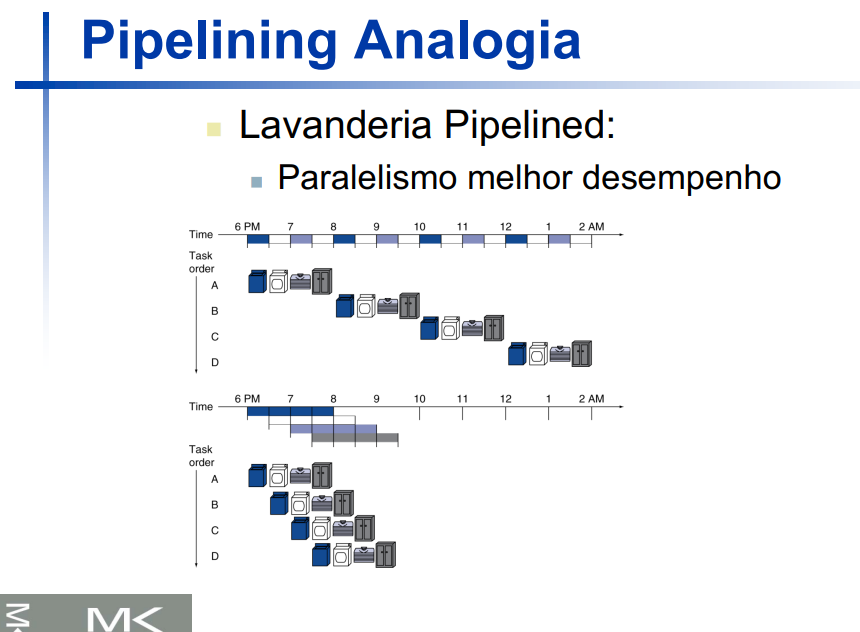 Pipelining Analogia
Lavanderia Pipelined:
Paralelismo melhor desempenho
6 PM 7 8 9 10 11 12 1 2 AM
Time
Task
order
A
B
C
D
6 PM 7 8 9 10 11 12 1 2 AM
Time
Task
order
A
B
C
D
MK